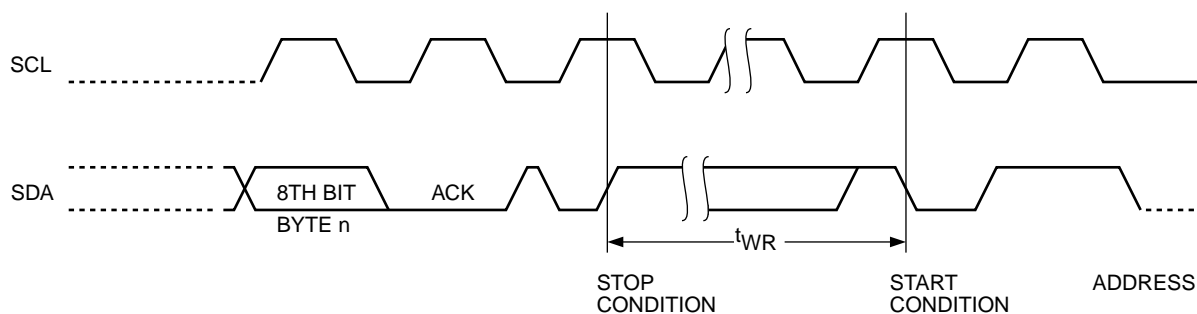 SCL
SDA
8TH BIT
ACK
BYTE n
tWR
STOP
CONDITION
START
CONDITION
ADDRESS